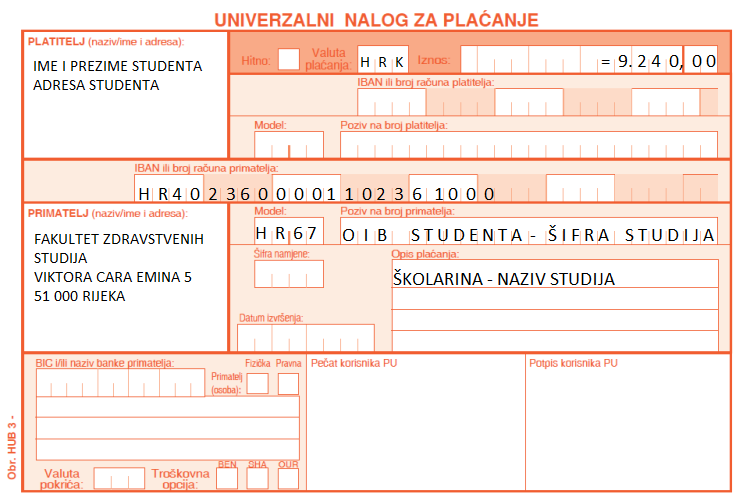 UNIVERZALNI NALOG ZA PLAĆANJE
PLATITELJ (naziv/ime i adresa):
IME I PREZIME STUDENTA
ADRESA STUDENTA
Hitno:
Valuta plaćanja:
HRK
Iznos:
=9.240,00
IBAN ili broj računa platitelja:
Model:
Poziv na broj platitelja:
IBAN ili broj računa primatelja:
HR4023600001102361000
PRIMATELJ (naziv/ime i adresa):
FAKULTET ZDRAVSTVENIH
STUDIJA
VIKTORA CARA EMINA 5
51 000 RIJEKA
Model:
HR67
Poziv na broj primatelja:
OIB STUDENTA- ŠIFRA STUDIJA
Šifra namjene:
Opis plaćanja:
ŠKOLARINA - NAZIV STUDIJA
Datum izvršenja:
BIC i/ili naziv banke primatelja:
Fizička Pravna
Primatelj
(osoba):
Pečat korisnika PU
Potpis korisnika PU
Valuta
pokrića:
Troškovna
opcija:
BEN SHA OUR
Obr. HUB 3 -